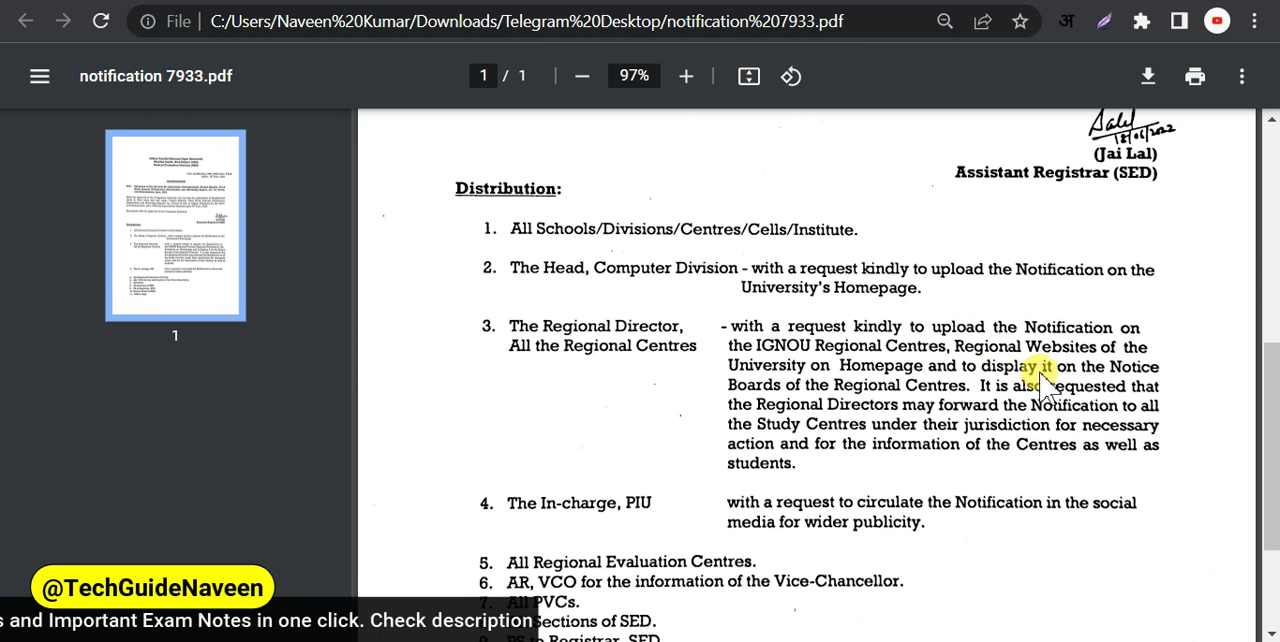 File C:/Users/Naveen%20Kumar/Downloads/Telegram%20Desktop/notification%207933.pdf
notification 7933.pdf
1 / 1
97%
18/06/2022
(Jai Lal)
Assistant Registrar (SED)
Distribution:
1. All Schools/Divisions/Centres/Cells/Institute.
2. The Head, Computer Division - with a request kindly to upload the Notification on the
University's Homepage.
3. The Regional Director, - with a request kindly to upload the Notification on
All the Regional Centres the IGNOU Regional Centres, Regional Websites of the
University on Homepage and to display it on the Notice
Boards of the Regional Centres. It is also requested that
the Regional Directors may forward the Notification to all
the Study Centres under their jurisdiction for necessary
action and for the information of the Centres as well as
students.
4. The In-charge, PIU with a request to circulate the Notification in the social
media for wider publicity.
5. All Regional Evaluation Centres.
6. AR, VCO for the information of the Vice-Chancellor.
7. All PVCs.
Sections of SED.
PS to Registrar, SED
1
अ
@TechGuideNaveen
s and Important Exam Notes in one click. Check description